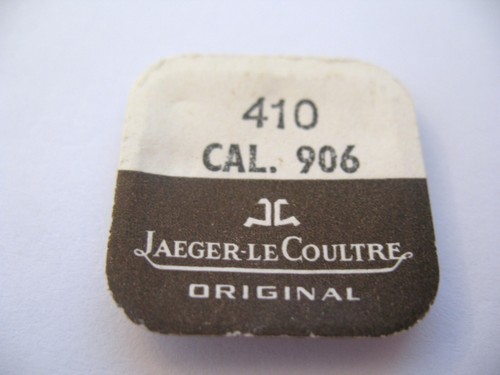 410
CAL. 906
JAEGER-LECOULTRE
ORIGINAL